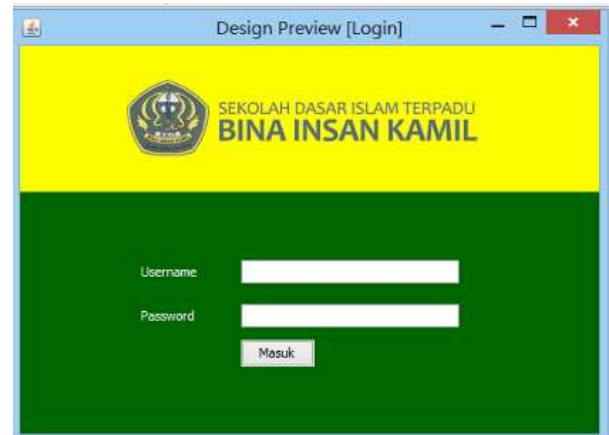 Design Preview [Login]
SEKOLAH DASAR ISLAM TERPADU
BINA INSAN KAMIL
Username
Password
Masuk